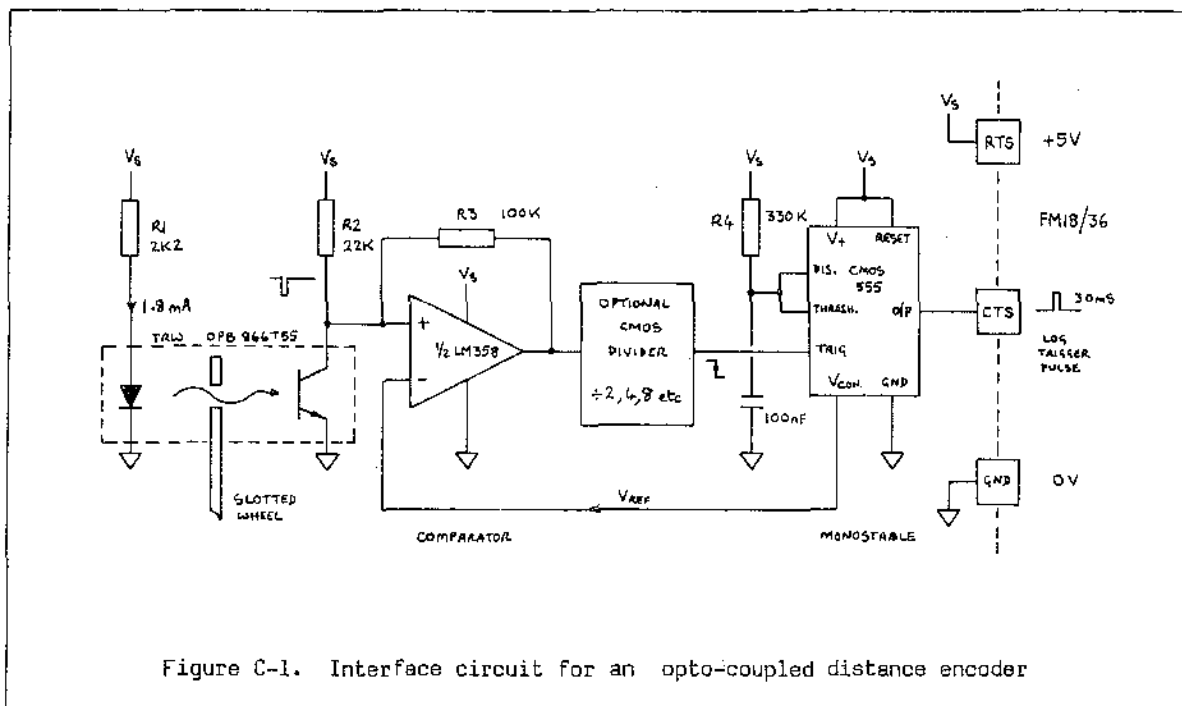 Vs
RTS
+5V
Vs
Vs
Vs
Vs
R1
2K2
R2
22K
R3 100K
R4 330K
FM18/36
V+ RESET
Vs
DIS. CMOS
555
1.8mA
THRESH. O/P
CTS
30mS
TRW OPB 866T55
+
½ LM358
-
OPTIONAL
CMOS
DIVIDER
÷2, 4, 8 etc
TRIG
LOG
TRIGGER
PULSE
VCON. GND
100nF
SLOTTED
WHEEL
VREF
GND
0V
COMPARATOR
MONOSTABLE
Figure C-1. Interface circuit for an opto-coupled distance encoder